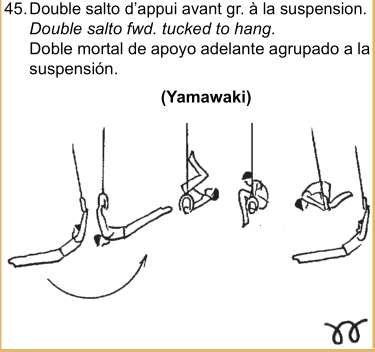 45. Double salto d'appui avant gr. à la suspension.
Double salto fwd. tucked to hang.
Doble mortal de apoyo adelante agrupado a la
suspensión.
(Yamawaki)